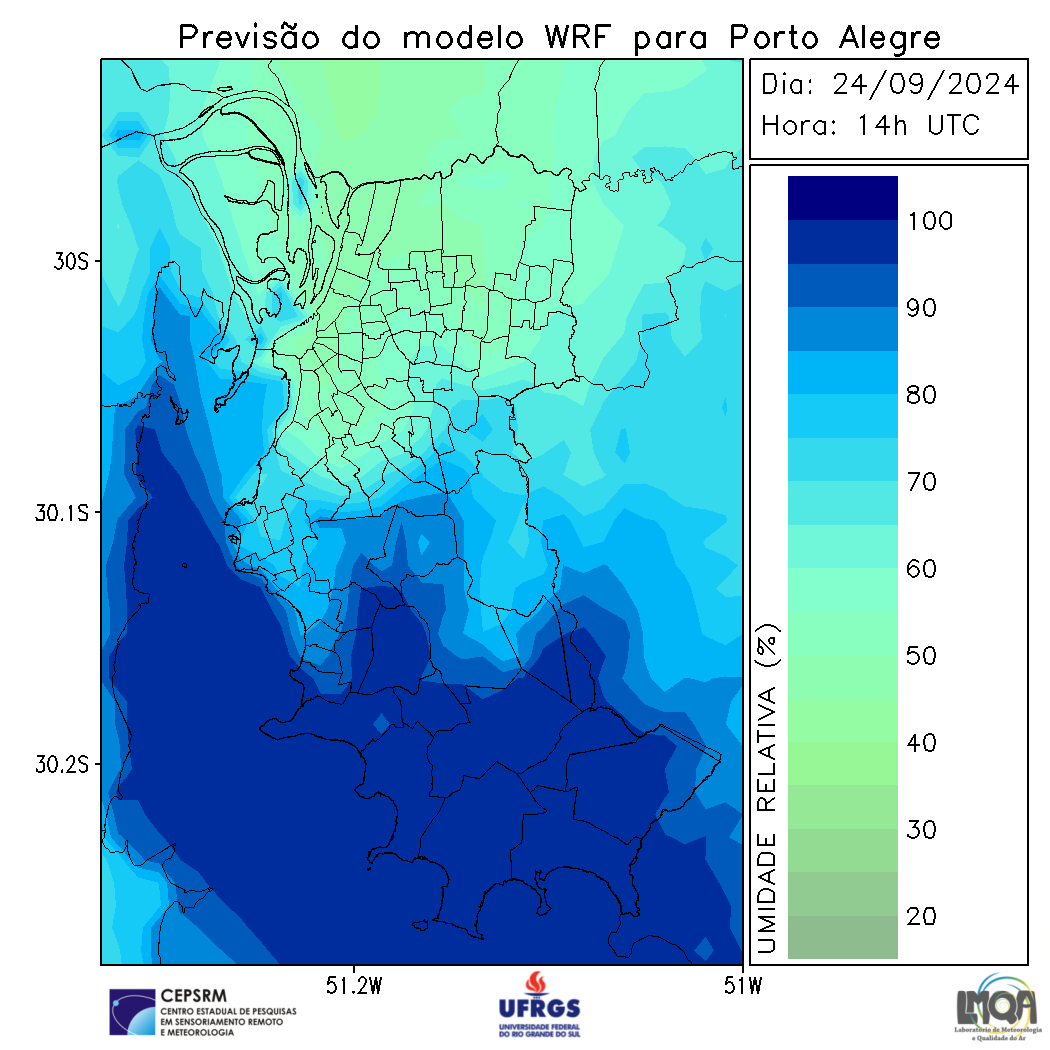 Previsão do modelo WRF para Porto Alegre
Dia: 24/09/2024
Hora: 14h UTC
30S
30.1S
30.2S
51.2W
51W
UMIDADE RELATIVA (%)
100
90
80
70
60
50
40
30
20
CEPSRM
CENTRO ESTADUAL DE PESQUISAS
EM SENSORIAMENTO REMOTO
E METEOROLOGIA
UFRGS
UNIVERSIDADE FEDERAL
DO RIO GRANDE DO SUL
LMQA
Laboratório de Meteorologia
e Qualidade do Ar